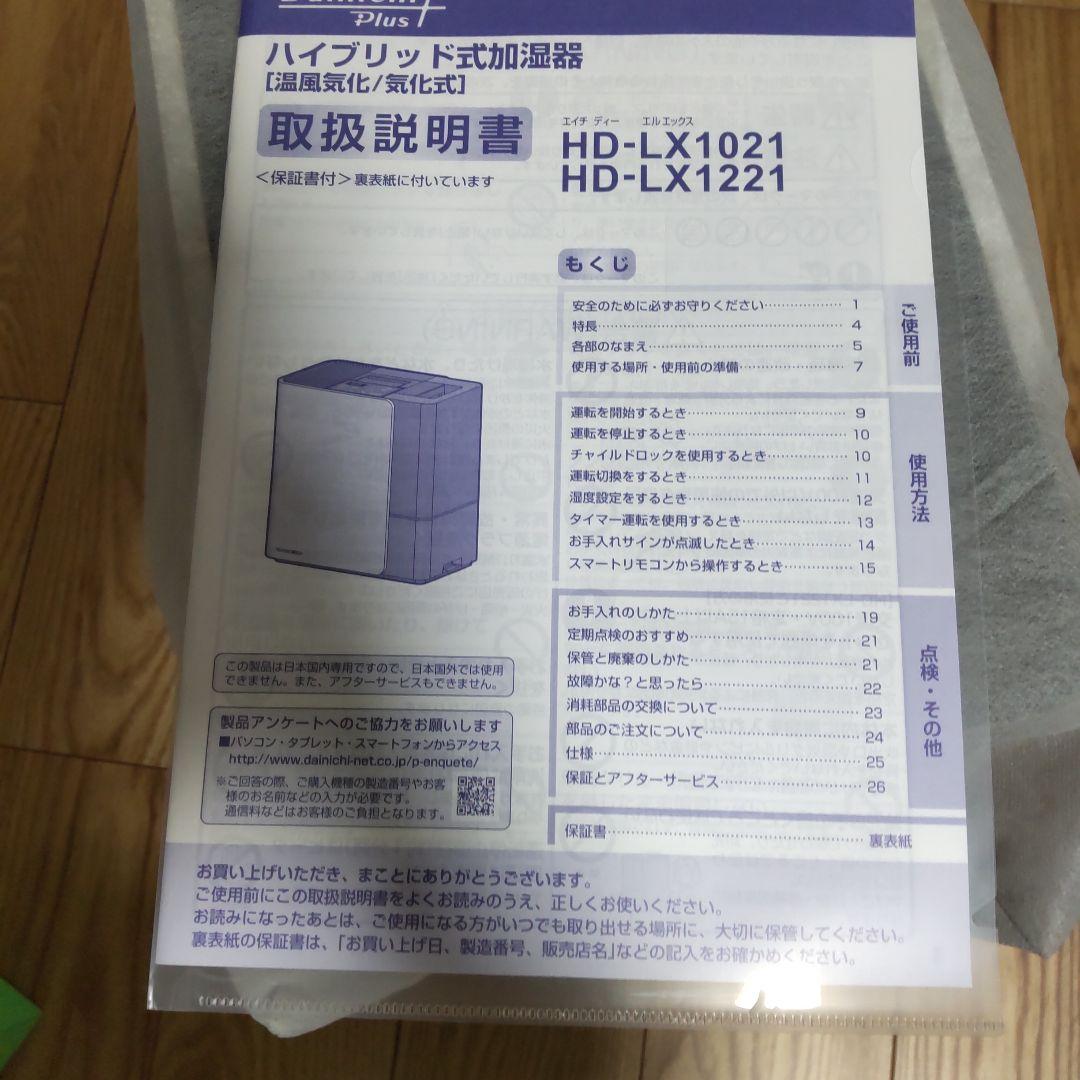 Dainichi
Plus
ハイブリッド式加湿器
[温風気化/気化式]
取扱説明書
エイチ ディー エル エックス
HD-LX1021
HD-LX1221
＜保証書付＞裏表紙に付いています
もくじ
安全のために必ずお守りください………………1
特長………………4
各部のなまえ………………5
使用する場所・使用前の準備………………7
ご使用前
運転を開始するとき………………9
運転を停止するとき………………10
チャイルドロックを使用するとき………………10
運転切換をするとき………………11
湿度設定をするとき………………12
タイマー運転を使用するとき………………13
お手入れサインが点滅したとき………………14
スマートリモコンから操作するとき………………15
使用方法
お手入れのしかた………………19
定期点検のおすすめ………………21
保管と廃棄のしかた………………21
故障かな？と思ったら………………22
消耗部品の交換について………………23
部品のご注文について………………24
仕様………………25
保証とアフターサービス………………26
点検・その他
保証書………………裏表紙
この製品は日本国内専用ですので、日本国外では使用
できません。また、アフターサービスもできません。
製品アンケートへのご協力をお願いします
■パソコン・タブレット・スマートフォンからアクセス
http://www.dainichi-net.co.jp/p-enquete/
※ご回答の際、ご購入機種の製造番号やお客
様のお名前などの入力が必要です。
通信料などはお客様のご負担となります。
お買い上げいただき、まことにありがとうございます。
ご使用前にこの取扱説明書をよくお読みのうえ、正しくお使いください。
お読みになったあとは、ご使用になる方がいつでも取り出せる場所に、大切に保管してください。
裏表紙の保証書は、「お買い上げ日、製造番号、販売店名」などの記入をお確かめください。